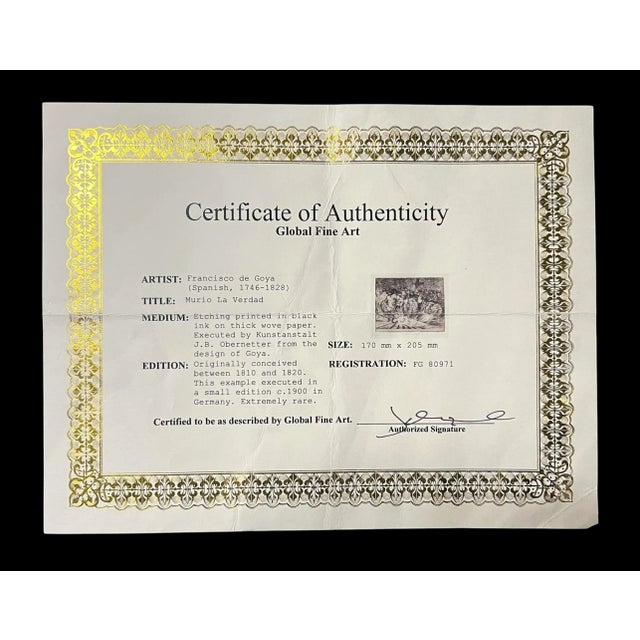 Certificate of Authenticity
Global Fine Art
ARTIST: Francisco de Goya
(Spanish, 1746-1828)
TITLE: Murio La Verdad
MEDIUM: Etching printed in black
ink on thick wove paper.
Executed by Kunstanstalt
J.B. Obernetter from the
design of Goya.
SIZE: 170 mm x 205 mm
EDITION: Originally conceived
between 1810 and 1820.
This example executed in
a small edition c.1900 in
Germany. Extremely rare.
REGISTRATION: FG 80971
Certified to be as described by Global Fine Art.
Authorized Signature